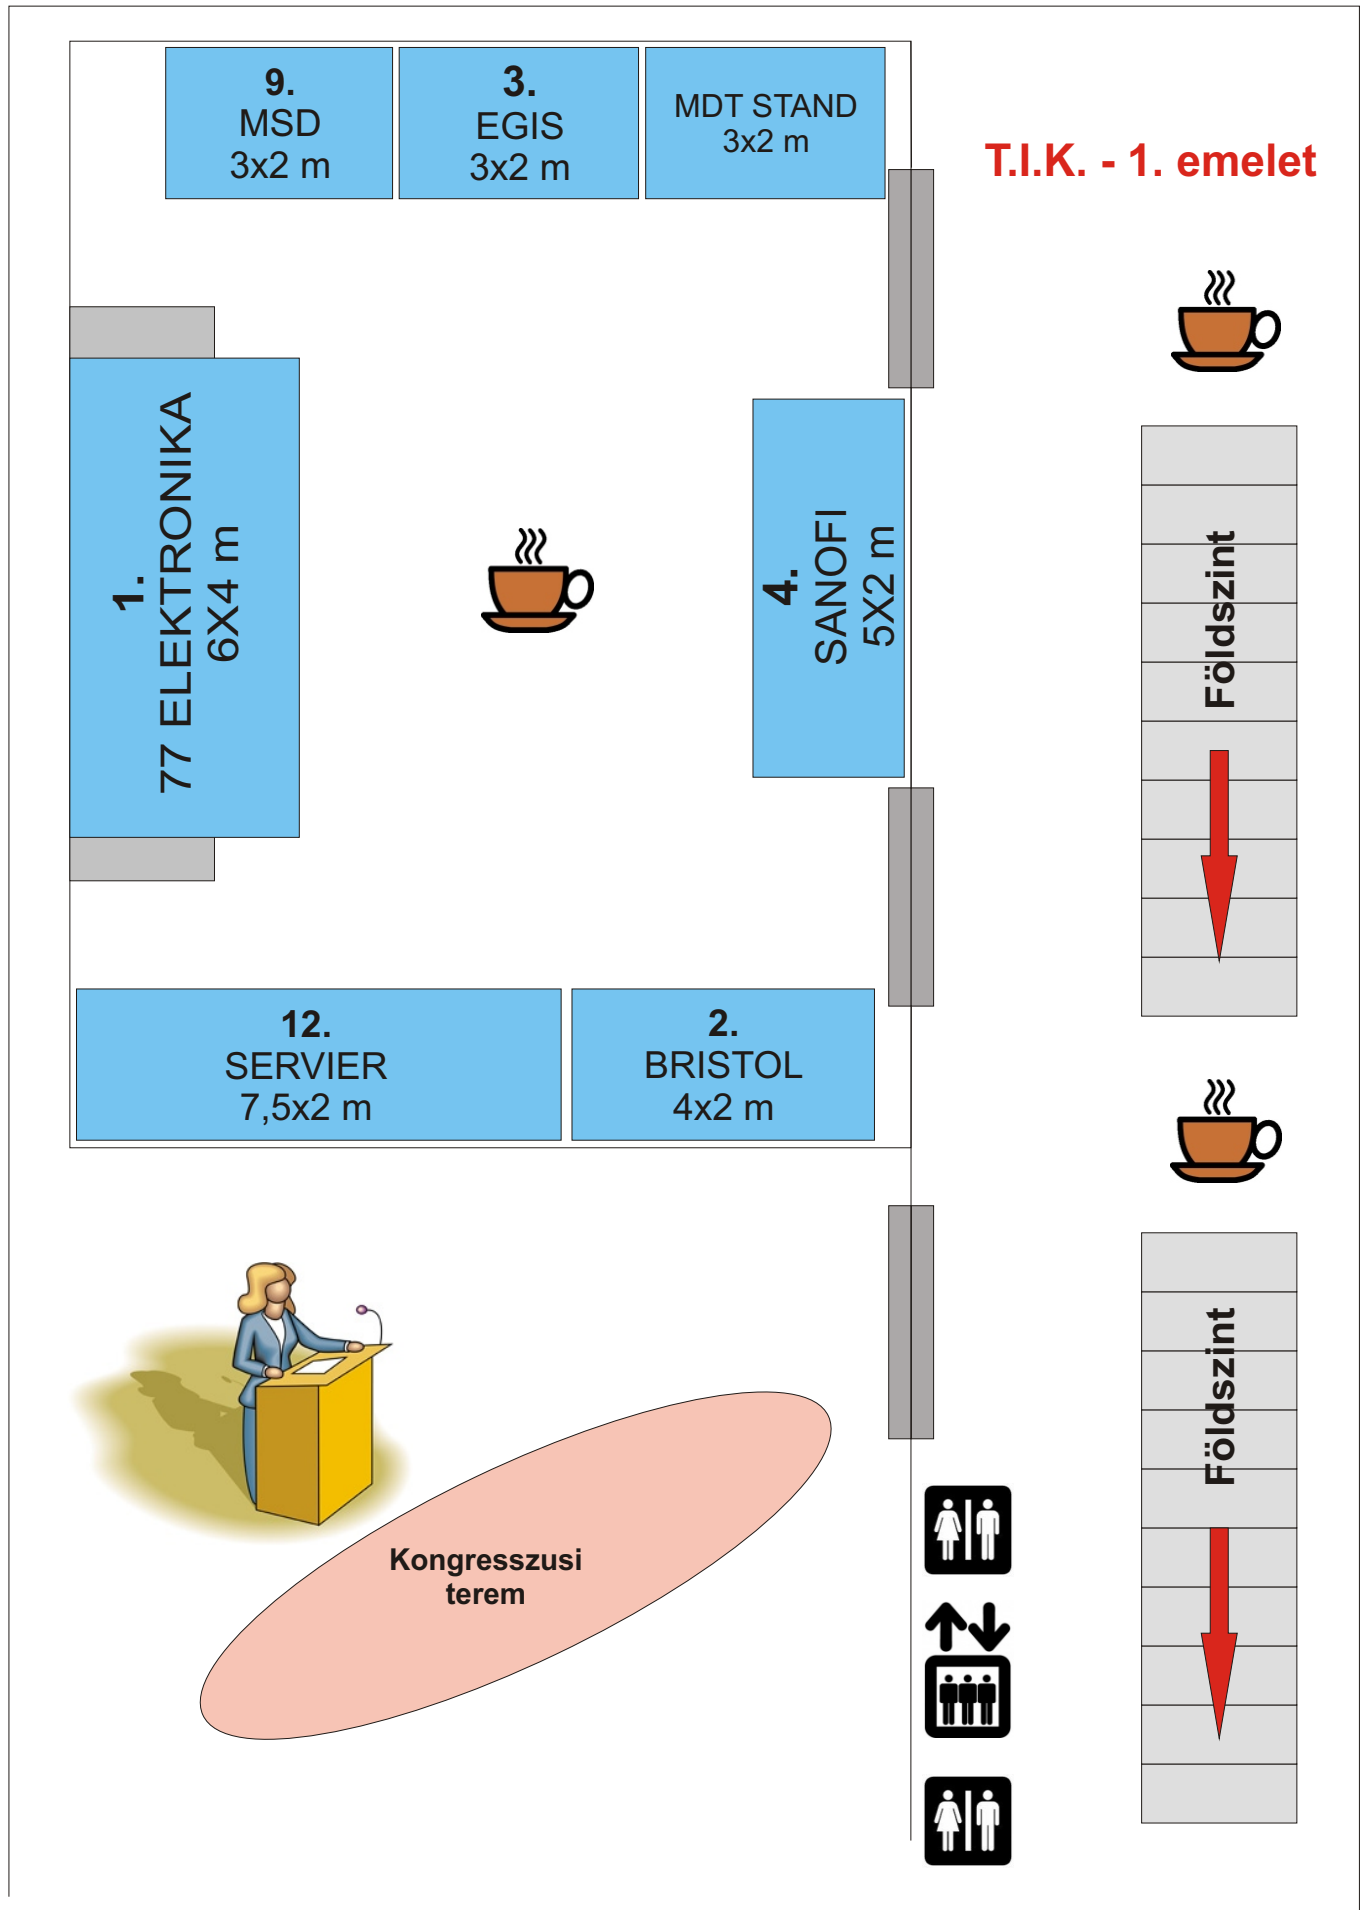 9.
MSD
3x2 m
3.
EGIS
3x2 m
MDT STAND
3x2 m
T.I.K. - 1. emelet
1.
77 ELEKTRONIKA
6X4 m
4.
SANOFI
5X2 m
Földszint
12.
SERVIER
7,5x2 m
2.
BRISTOL
4x2 m
Földszint
Kongresszusi
terem